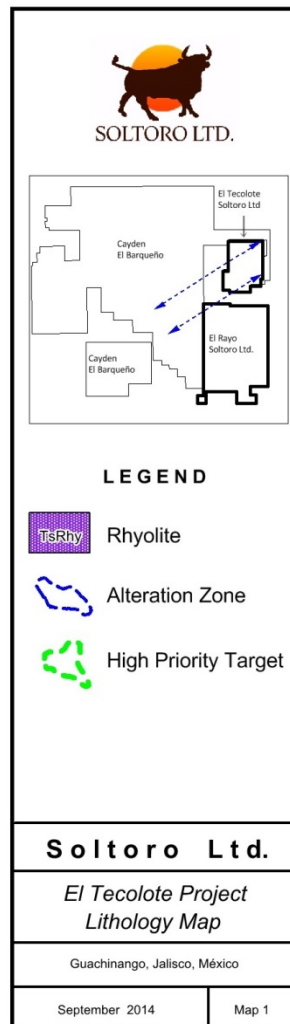 SOLTORO LTD.
El Tecolote
Soltoro Ltd
Cayden
El Barqueño
El Rayo
Soltoro Ltd.
Cayden
El Barqueño
LEGEND
TsRhy Rhyolite
Alteration Zone
High Priority Target
Soltoro Ltd.
El Tecolote Project
Lithology Map
Guachinango, Jalisco, México
September 2014 Map 1